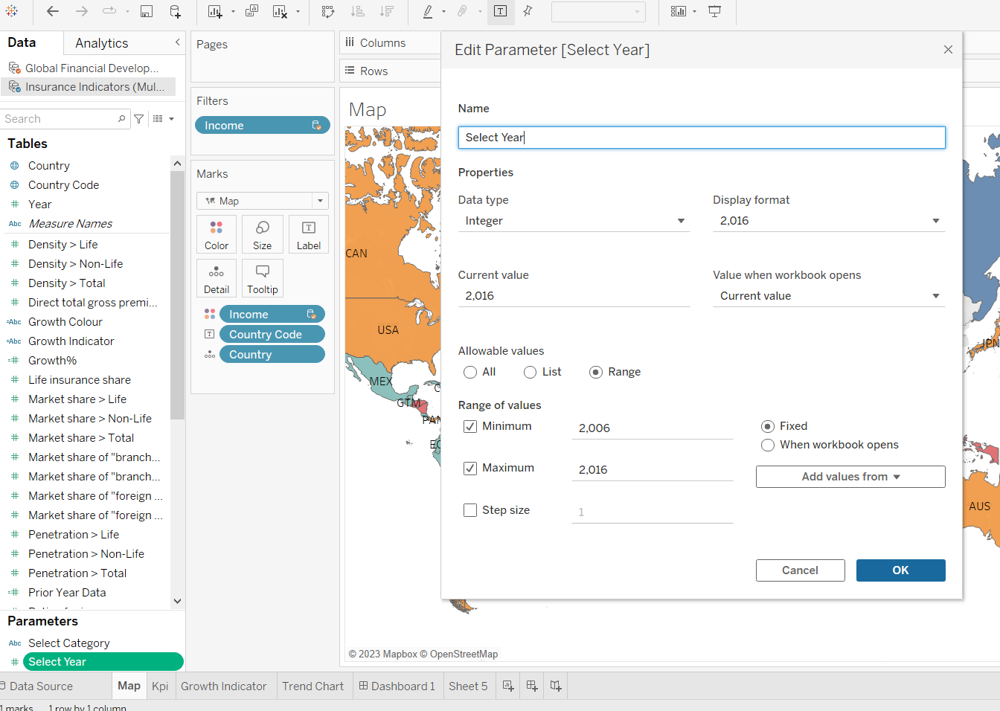 Data
Analytics
Global Financial Develop...
Insurance Indicators (Mul...
Search
Tables
Country
Country Code
Year
Abc Measure Names
Density > Life
Density > Non-Life
Density > Total
Direct total gross premi...
=Abc Growth Colour
=Abc Growth Indicator
=# Growth%
Life insurance share
Market share > Life
Market share > Non-Life
Market share > Total
Market share of "branch...
Market share of "branch...
Market share of "foreign ...
Market share of "foreign ...
Penetration > Life
Penetration > Non-Life
Penetration > Total
=# Prior Year Data
Parameters
Abc Select Category
# Select Year
Pages
Filters
Income
Marks
Map
Color
Size
Label
Detail
Tooltip
Income
Country Code
Country
Columns
Rows
Map
CAN
USA
MEX
GTM
PAN
EC
JPN
AUS
© 2023 Mapbox © OpenStreetMap
Edit Parameter [Select Year]
Name
Select Year
Properties
Data type
Display format
Integer
2,016
Current value
Value when workbook opens
2,016
Current value
Allowable values
All
List
Range
Range of values
Minimum
2,006
Fixed
When workbook opens
Maximum
2,016
Add values from
Step size
1
Cancel
OK
Data Source
Map
Kpi
Growth Indicator
Trend Chart
Dashboard 1
Sheet 5
1 marks
1 row by 1 column